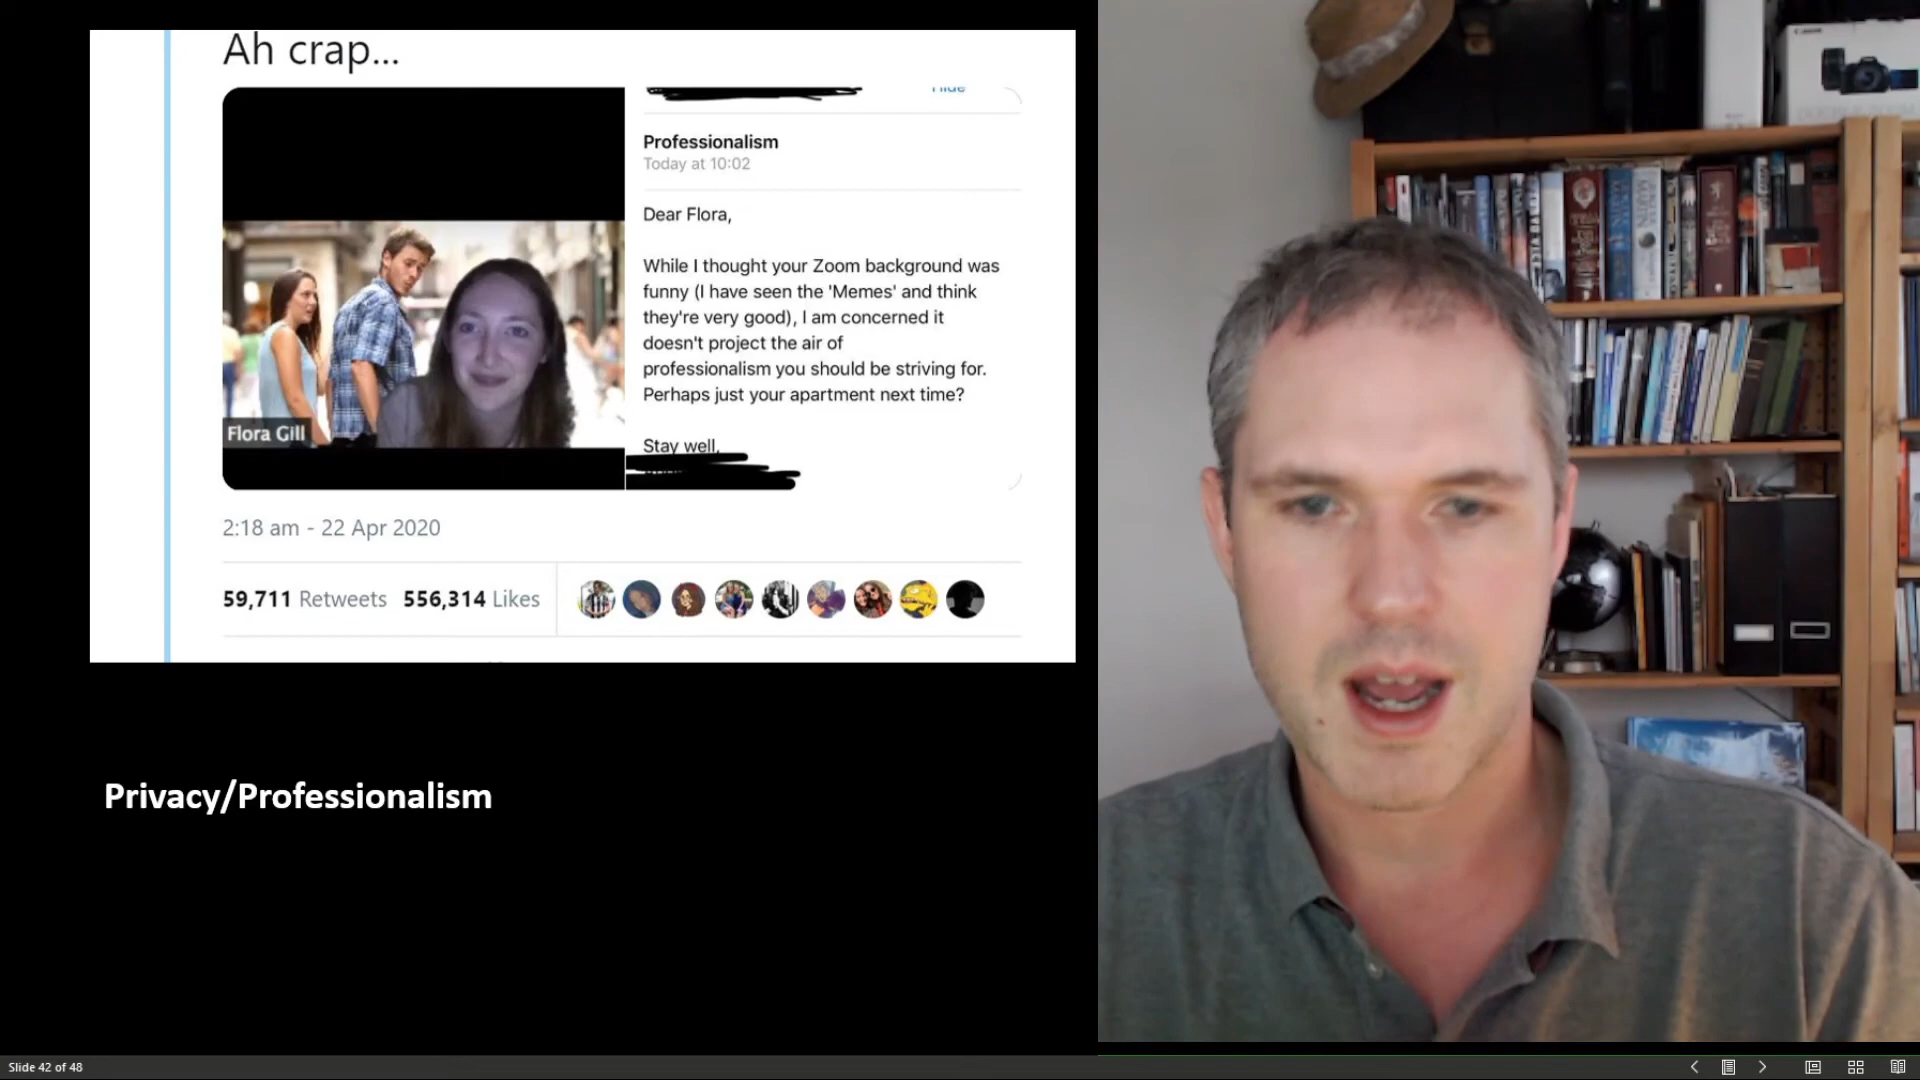 Ah crap...
Hide
Professionalism
Today at 10:02
Dear Flora,
While I thought your Zoom background was
funny (I have seen the 'Memes' and think
they're very good), I am concerned it
doesn't project the air of
professionalism you should be striving for.
Perhaps just your apartment next time?
Stay well,
Flora Gill
2:18 am - 22 Apr 2020
59,711 Retweets 556,314 Likes
Privacy/Professionalism
Canon
Slide 42 of 48